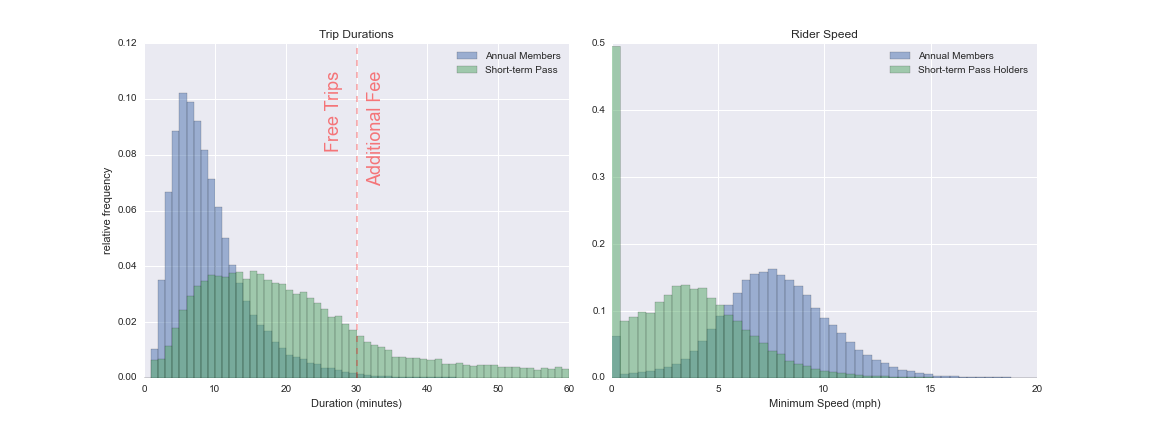 Trip Durations
0.12
0.10
0.08
0.06
0.04
0.02
0.00
relative frequency
Annual Members
Short-term Pass
Free Trips
Additional Fee
0
10
20
30
40
50
60
Duration (minutes)
Rider Speed
0.5
0.4
0.3
0.2
0.1
0.0
Annual Members
Short-term Pass Holders
0
5
10
15
20
Minimum Speed (mph)